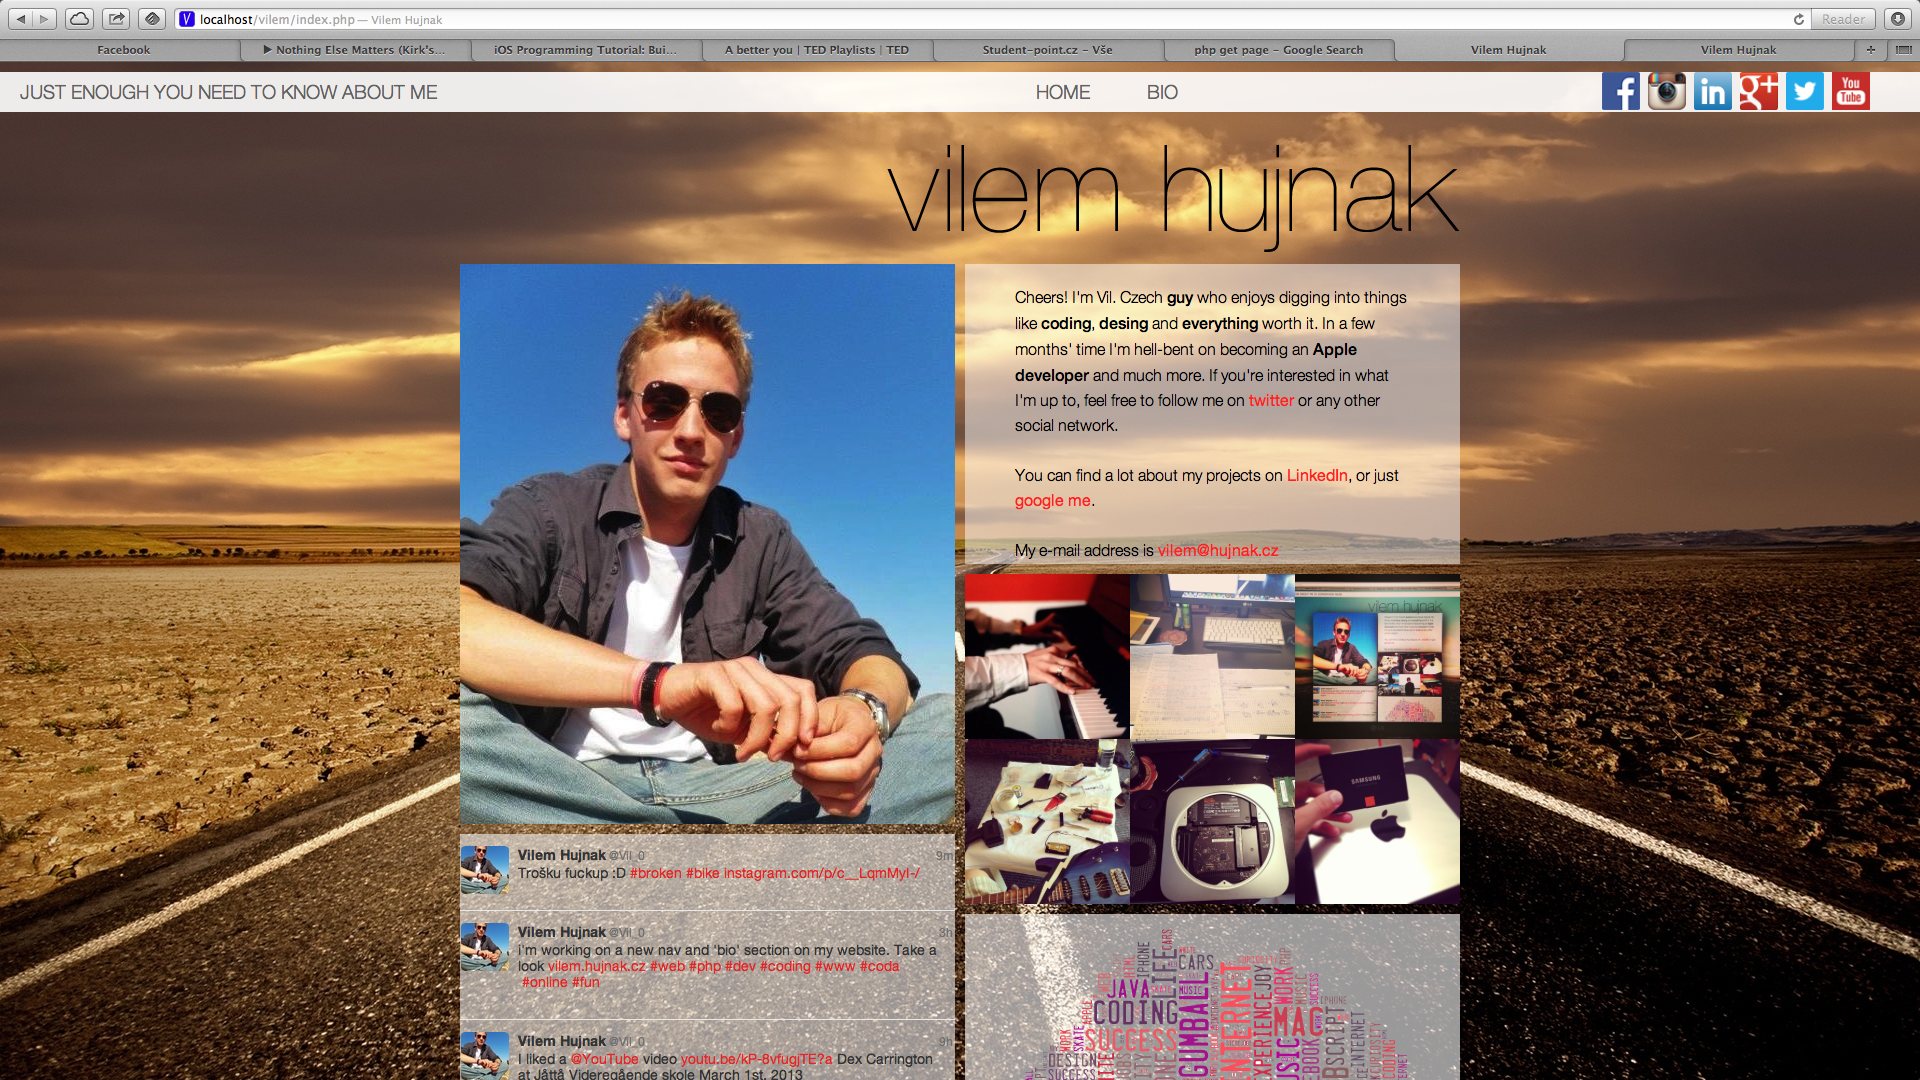 localhost/vilem/index.php — Vilem Hujnak
Reader
Facebook
▶ Nothing Else Matters (Kirk's...
iOS Programming Tutorial: Bui...
A better you | TED Playlists | TED
Student-point.cz – Vše
php get page – Google Search
Vilem Hujnak
Vilem Hujnak
JUST ENOUGH YOU NEED TO KNOW ABOUT ME
HOME
BIO
You
Tube
vilem hujnak
Cheers! I'm Vil. Czech guy who enjoys digging into things
like coding, desing and everything worth it. In a few
months' time I'm hell-bent on becoming an Apple
developer and much more. If you're interested in what
I'm up to, feel free to follow me on twitter or any other
social network.
You can find a lot about my projects on LinkedIn, or just
google me.
My e-mail address is vilem@hujnak.cz
vilem hujnak
SAMSUNG
Vilem Hujnak @Vil_0
9m
Trošku fuckup :D #broken #bike instagram.com/p/c__LqmMyI-/
Vilem Hujnak @Vil_0
3h
i'm working on a new nav and 'bio' section on my website. Take a
look vilem.hujnak.cz #web #php #dev #coding #www #coda
#online #fun
Vilem Hujnak @Vil_0
9h
I liked a @YouTube video youtu.be/kP-8vfugjTE?a Dex Carrington
at Jåttå Videregående skole March 1st, 2013
CARS
IPHONE
LIFE
CARS
HTML
JAVA
MUSIC
CODING
SUCCESS
GUMBALL
INTERNET
EXPERIENCE
JOY
WORK
MUSIC
SUCCESS
IPHONE
MAC
WORK
SKATE
APPLE
DESIGN
SUCCESS
INTERNET
CURIOSITY
CODING